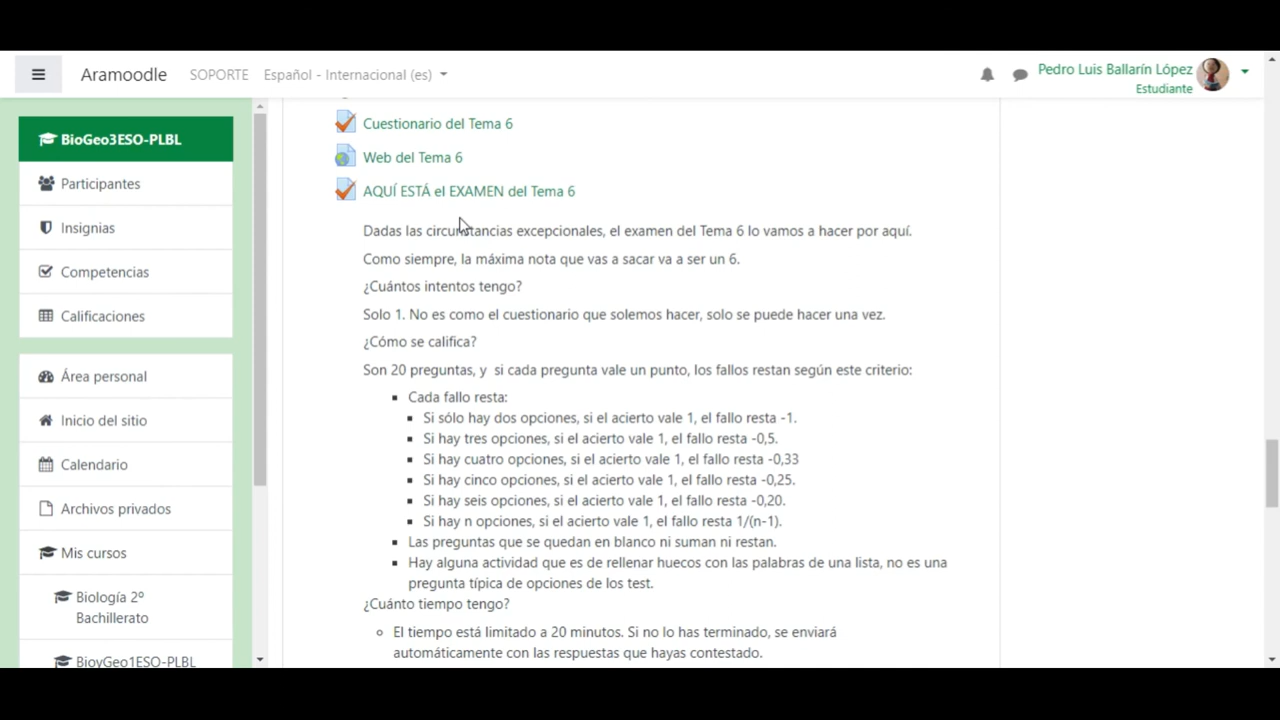 Aramoodle SOPORTE Español - Internacional (es) Pedro Luis Ballarín López
Estudiante
BioGeo3ESO-PLBL
Participantes
Insignias
Competencias
Calificaciones
Área personal
Inicio del sitio
Calendario
Archivos privados
Mis cursos
Biología 2º
Bachillerato
BioyGeo1ESO-PLBL
Cuestionario del Tema 6
Web del Tema 6
AQUÍ ESTÁ el EXAMEN del Tema 6
Dadas las circunstancias excepcionales, el examen del Tema 6 lo vamos a hacer por aquí.
Como siempre, la máxima nota que vas a sacar va a ser un 6.
¿Cuántos intentos tengo?
Solo 1. No es como el cuestionario que solemos hacer, solo se puede hacer una vez.
¿Cómo se califica?
Son 20 preguntas, y si cada pregunta vale un punto, los fallos restan según este criterio:
Cada fallo resta:
Si sólo hay dos opciones, si el acierto vale 1, el fallo resta -1.
Si hay tres opciones, si el acierto vale 1, el fallo resta -0,5.
Si hay cuatro opciones, si el acierto vale 1, el fallo resta -0,33
Si hay cinco opciones, si el acierto vale 1, el fallo resta -0,25.
Si hay seis opciones, si el acierto vale 1, el fallo resta -0,20.
Si hay n opciones, si el acierto vale 1, el fallo resta 1/(n-1).
Las preguntas que se quedan en blanco ni suman ni restan.
Hay alguna actividad que es de rellenar huecos con las palabras de una lista, no es una
pregunta típica de opciones de los test.
¿Cuánto tiempo tengo?
El tiempo está limitado a 20 minutos. Si no lo has terminado, se enviará
automáticamente con las respuestas que hayas contestado.